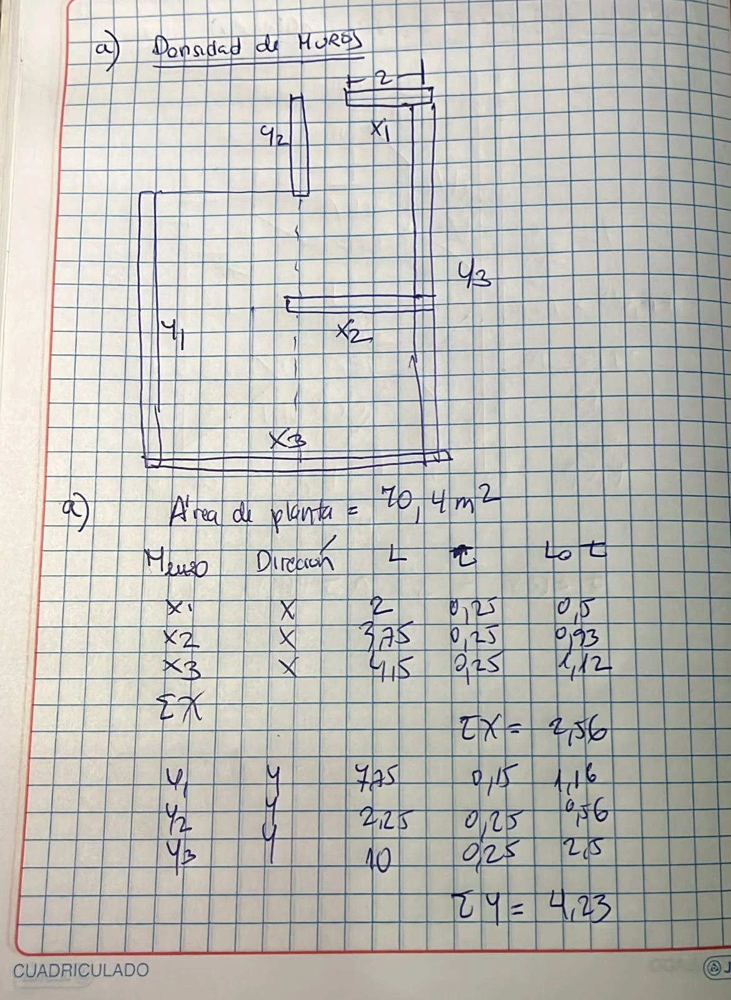 a) Densidad de MUROS
2
y2
x1
y3
y1
x2
x3
a) Área de planta = 70,4 m2
Muro Dirección L t L o t
x1 x 2 0,25 0,5
x2 x 3,75 0,25 0,93
x3 x 4,5 0,25 1,12
ΣX
ΣX = 2,56
y1 y 7,75 0,15 1,16
y2 y 2,25 0,25 0,56
y3 y 10 0,25 2,5
Σy = 4,23
CUADRICULADO